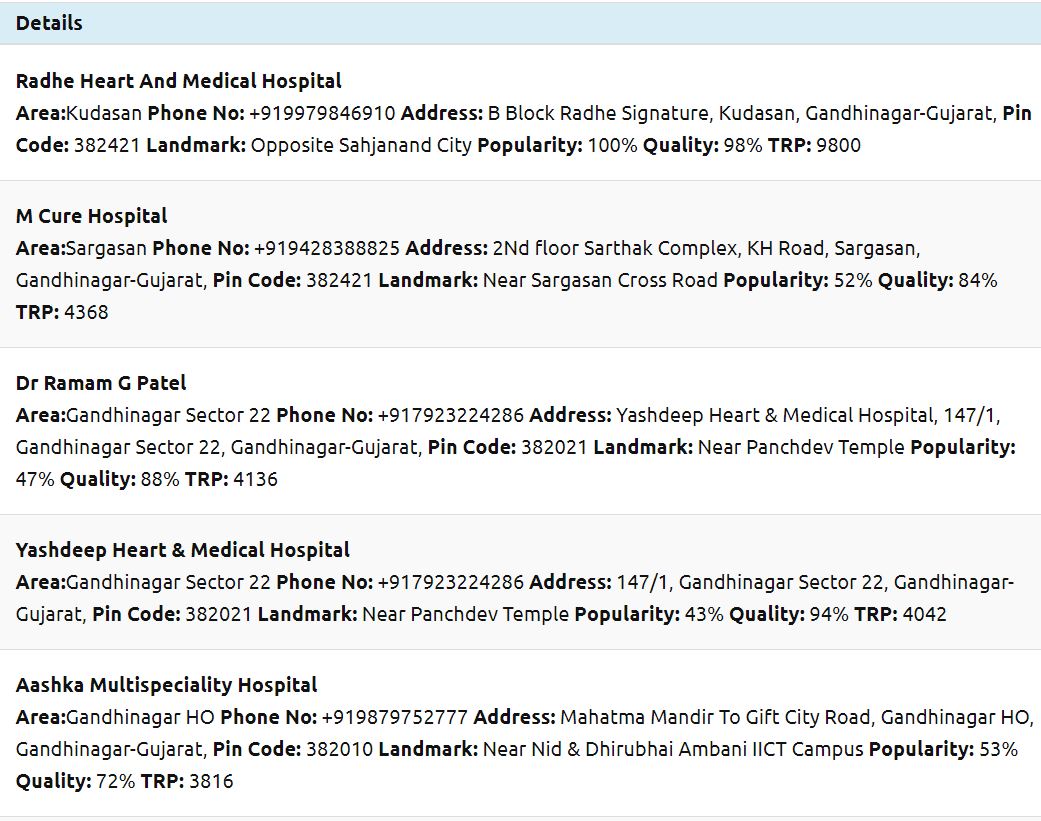 Details
Radhe Heart And Medical Hospital
Area:Kudasan Phone No: +919979846910 Address: B Block Radhe Signature, Kudasan, Gandhinagar-Gujarat, Pin
Code: 382421 Landmark: Opposite Sahjanand City Popularity: 100% Quality: 98% TRP: 9800
M Cure Hospital
Area:Sargasan Phone No: +919428388825 Address: 2Nd floor Sarthak Complex, KH Road, Sargasan,
Gandhinagar-Gujarat, Pin Code: 382421 Landmark: Near Sargasan Cross Road Popularity: 52% Quality: 84%
TRP: 4368
Dr Ramam G Patel
Area:Gandhinagar Sector 22 Phone No: +917923224286 Address: Yashdeep Heart & Medical Hospital, 147/1,
Gandhinagar Sector 22, Gandhinagar-Gujarat, Pin Code: 382021 Landmark: Near Panchdev Temple Popularity:
47% Quality: 88% TRP: 4136
Yashdeep Heart & Medical Hospital
Area:Gandhinagar Sector 22 Phone No: +917923224286 Address: 147/1, Gandhinagar Sector 22, Gandhinagar-
Gujarat, Pin Code: 382021 Landmark: Near Panchdev Temple Popularity: 43% Quality: 94% TRP: 4042
Aashka Multispeciality Hospital
Area:Gandhinagar HO Phone No: +919879752777 Address: Mahatma Mandir To Gift City Road, Gandhinagar HO,
Gandhinagar-Gujarat, Pin Code: 382010 Landmark: Near Nid & Dhirubhai Ambani IICT Campus Popularity: 53%
Quality: 72% TRP: 3816